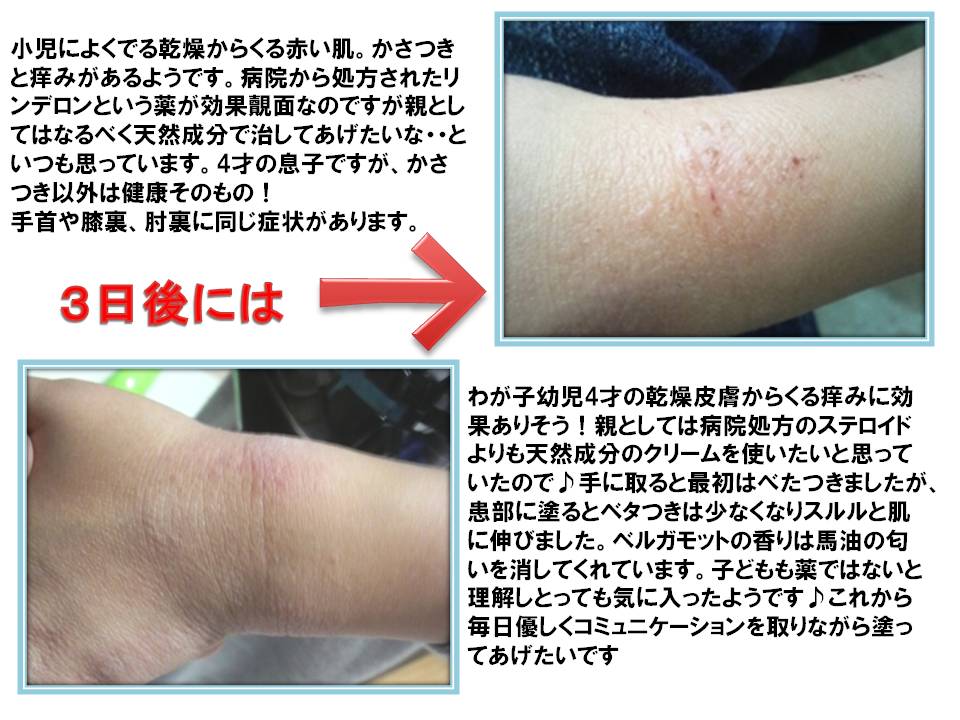 小児によくでる乾燥からくる赤い肌。かさつき
と痒みがあるようです。病院から処方されたリ
ンデロンという薬が効果覿面なのですが親とし
てはなるべく天然成分で治してあげたいな・・と
いつも思っています。4才の息子ですが、かさ
つき以外は健康そのもの！
手首や膝裏、肘裏に同じ症状があります。
３日後には
わが子幼児4才の乾燥皮膚からくる痒みに効
果ありそう！親としては病院処方のステロイド
よりも天然成分のクリームを使いたいと思って
いたので♪手に取ると最初はべたつきましたが、
患部に塗るとベタつきは少なくなりスルルと肌
に伸びました。ベルガモットの香りは馬油の匂
いを消してくれています。子どもも薬ではないと
理解しとっても気に入ったようです♪これから
毎日優しくコミュニケーションを取りながら塗っ
てあげたいです